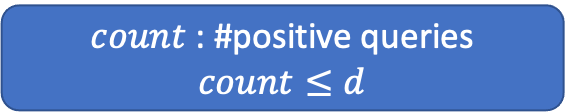 count : #positive queries
count ≤ d